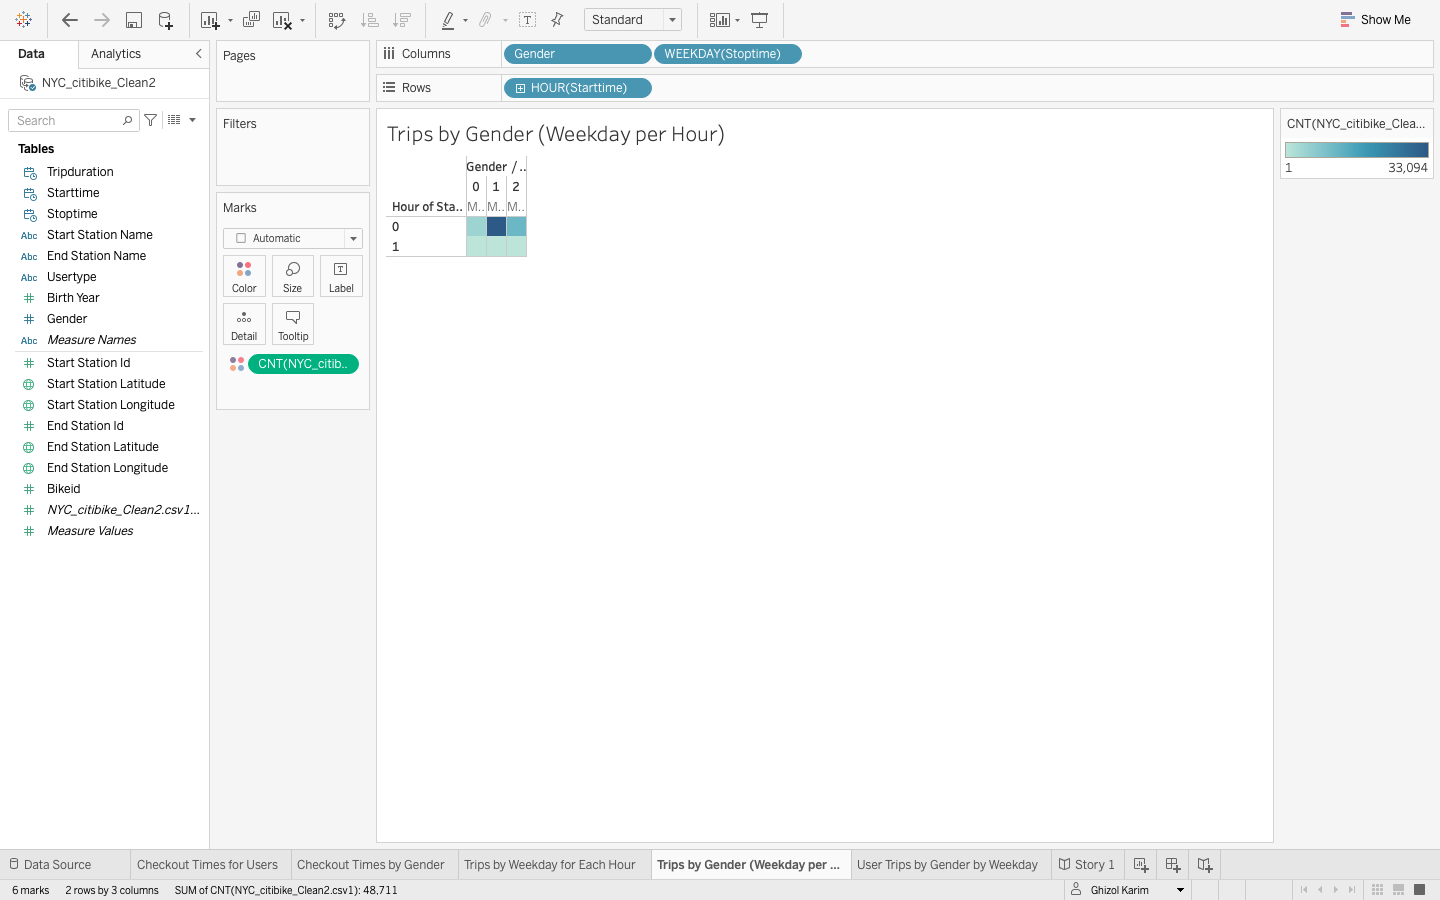 Standard
Show Me
Data
Analytics
NYC_citibike_Clean2
Search
Tables
Tripduration
Starttime
Stoptime
Abc Start Station Name
Abc End Station Name
Abc Usertype
Birth Year
Gender
Abc Measure Names
Start Station Id
Start Station Latitude
Start Station Longitude
End Station Id
End Station Latitude
End Station Longitude
Bikeid
NYC_citibike_Clean2.csv1...
Measure Values
Pages
Filters
Marks
Automatic
Color
Size
T
Label
Detail
Tooltip
CNT(NYC_citib..
Columns
Gender
WEEKDAY(Stoptime)
Rows
HOUR(Starttime)
Trips by Gender (Weekday per Hour)
Gender /..
0 1 2
Hour of Sta.. M.. M.. M..
0
1
CNT(NYC_citibike_Clea...
1 33,094
Data Source
Checkout Times for Users
Checkout Times by Gender
Trips by Weekday for Each Hour
Trips by Gender (Weekday per ...
User Trips by Gender by Weekday
Story 1
6 marks
2 rows by 3 columns
SUM of CNT(NYC_citibike_Clean2.csv1): 48,711
Ghizol Karim